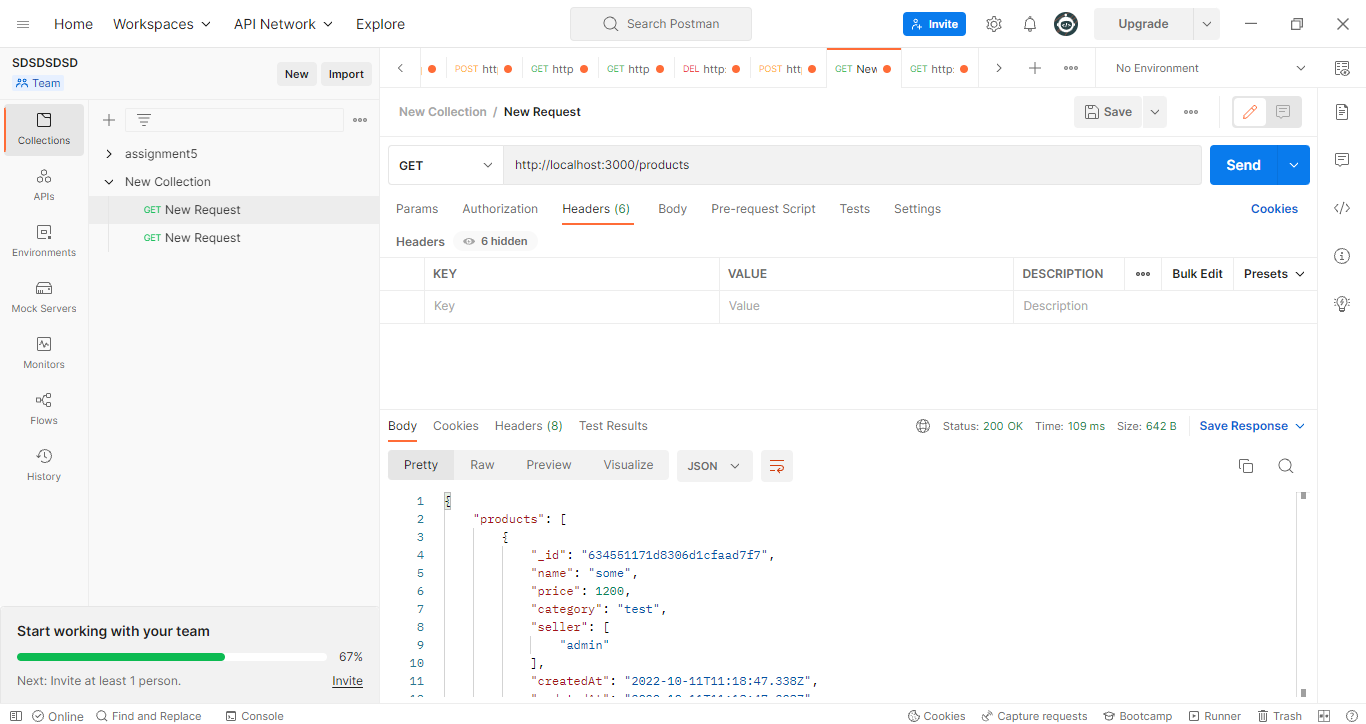 Home Workspaces API Network Explore Search Postman Invite Upgrade
SDSDSDSD
Team
New Import
POST htt GET http GET http DEL http: POST htt GET New GET http: No Environment
Collections
APIs
Environments
Mock Servers
Monitors
Flows
History
assignment5
New Collection
GET New Request
GET New Request
New Collection / New Request Save
GET http://localhost:3000/products Send
Params Authorization Headers (6) Body Pre-request Script Tests Settings Cookies
Headers 6 hidden
KEY VALUE DESCRIPTION Bulk Edit Presets
Key Value Description
Body Cookies Headers (8) Test Results Status: 200 OK Time: 109 ms Size: 642 B Save Response
Pretty Raw Preview Visualize JSON
1 {
2 "products": [
3 {
4 "_id": "634551171d8306d1cfaad7f7",
5 "name": "some",
6 "price": 1200,
7 "category": "test",
8 "seller": [
9 "admin"
10 ],
11 "createdAt": "2022-10-11T11:18:47.338Z",
Start working with your team
67%
Next: Invite at least 1 person. Invite
Online Find and Replace Console Cookies Capture requests Bootcamp Runner Trash